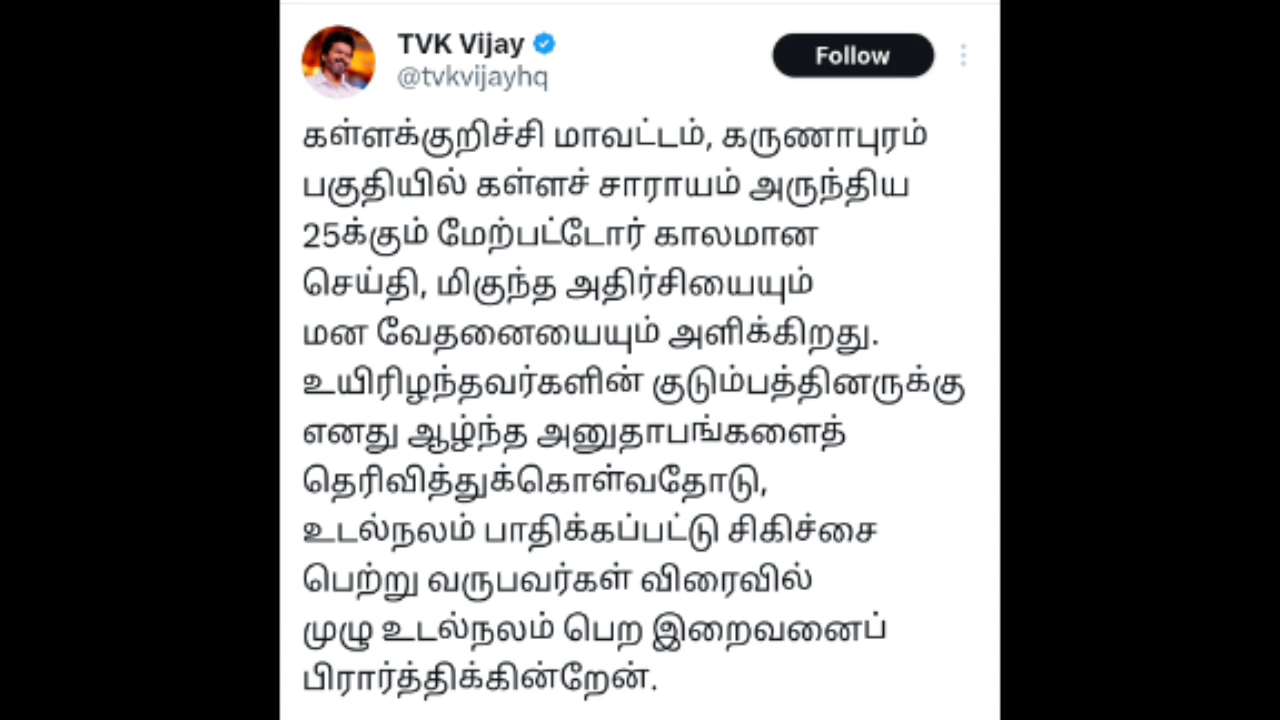 TVK Vijay
@tvkvijayhq
Follow
கள்ளக்குறிச்சி மாவட்டம், கருணாபுரம்
பகுதியில் கள்ளச் சாராயம் அருந்திய
25க்கும் மேற்பட்டோர் காலமான
செய்தி, மிகுந்த அதிர்சியையும்
மன வேதனையையும் அளிக்கிறது.
உயிரிழந்தவர்களின் குடும்பத்தினருக்கு
எனது ஆழ்ந்த அனுதாபங்களைத்
தெரிவித்துக்கொள்வதோடு,
உடல்நலம் பாதிக்கப்பட்டு சிகிச்சை
பெற்று வருபவர்கள் விரைவில்
முழு உடல்நலம் பெற இறைவனைப்
பிரார்த்திக்கின்றேன்.